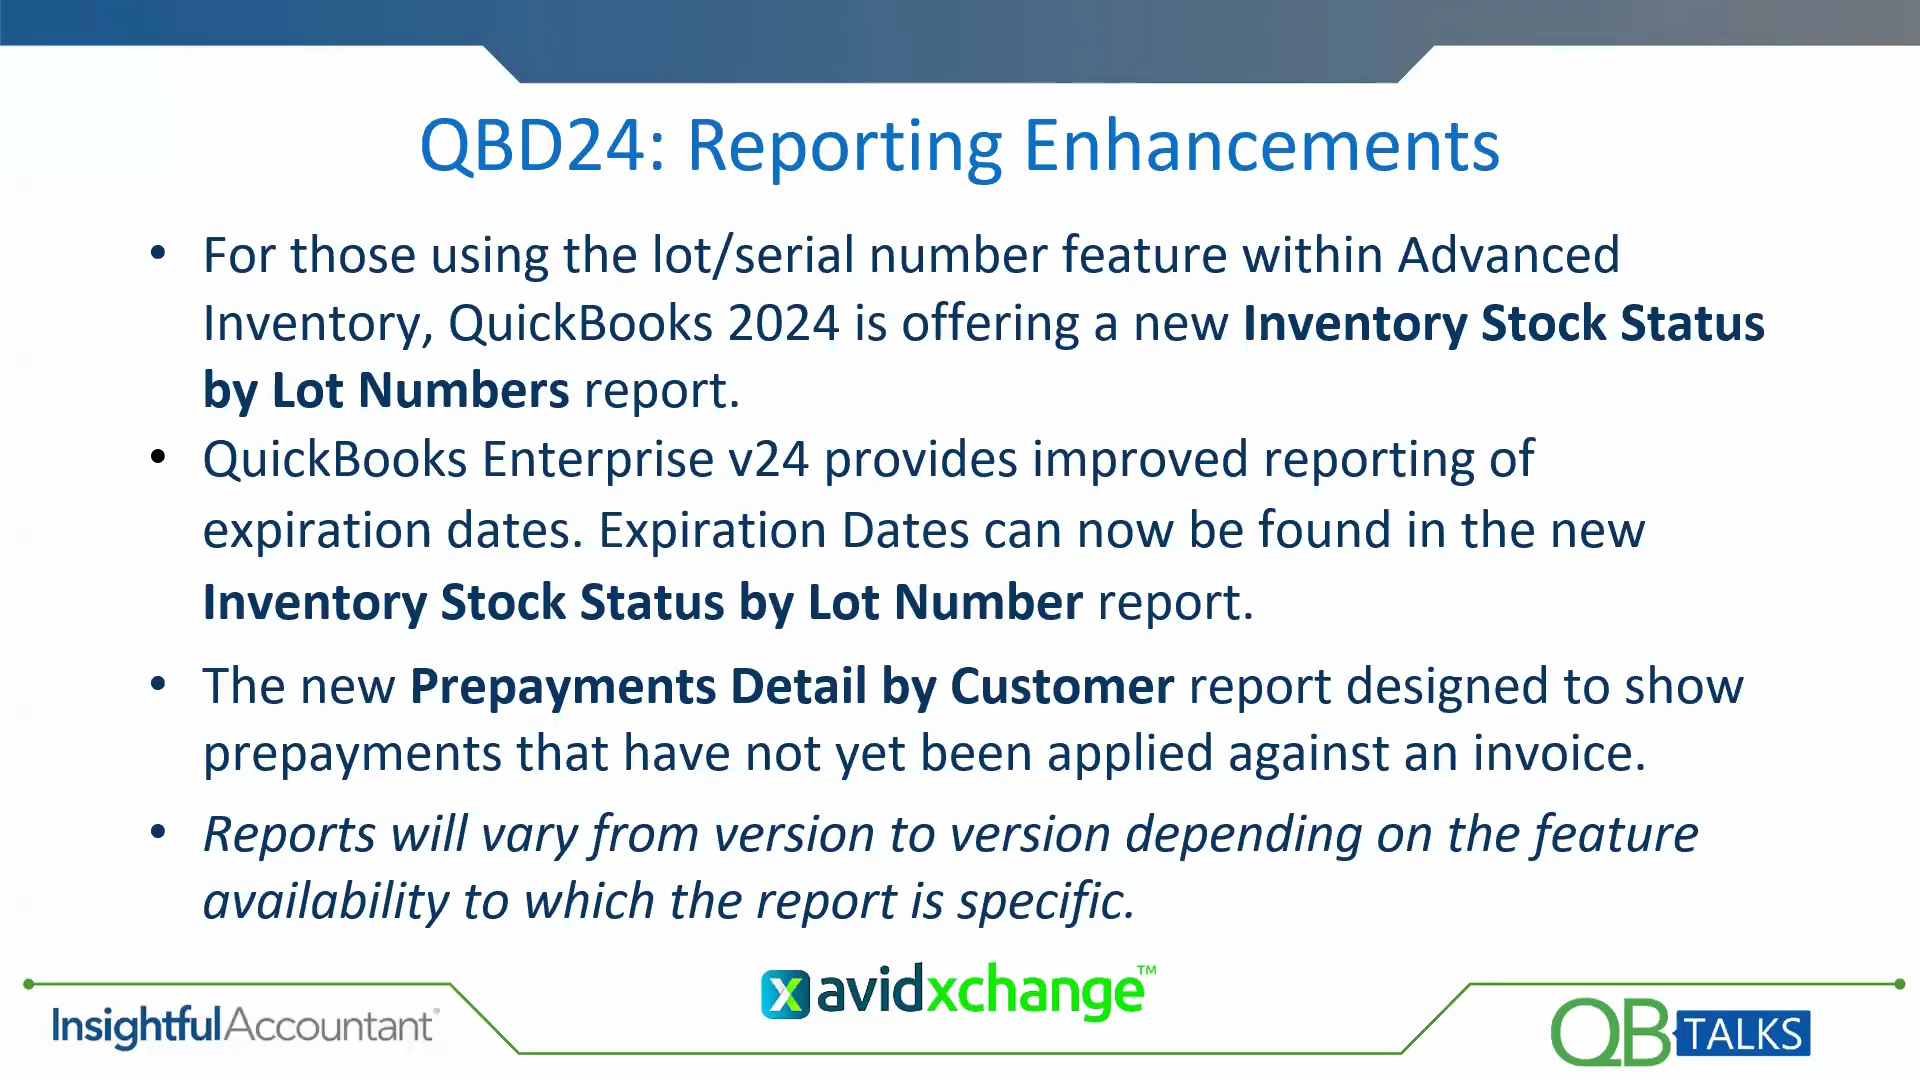 QBD24: Reporting Enhancements
• For those using the lot/serial number feature within Advanced
Inventory, QuickBooks 2024 is offering a new Inventory Stock Status
by Lot Numbers report.
• QuickBooks Enterprise v24 provides improved reporting of
expiration dates. Expiration Dates can now be found in the new
Inventory Stock Status by Lot Number report.
• The new Prepayments Detail by Customer report designed to show
prepayments that have not yet been applied against an invoice.
• Reports will vary from version to version depending on the feature
availability to which the report is specific.
InsightfulAccountant®
x avidxchange™
QB TALKS